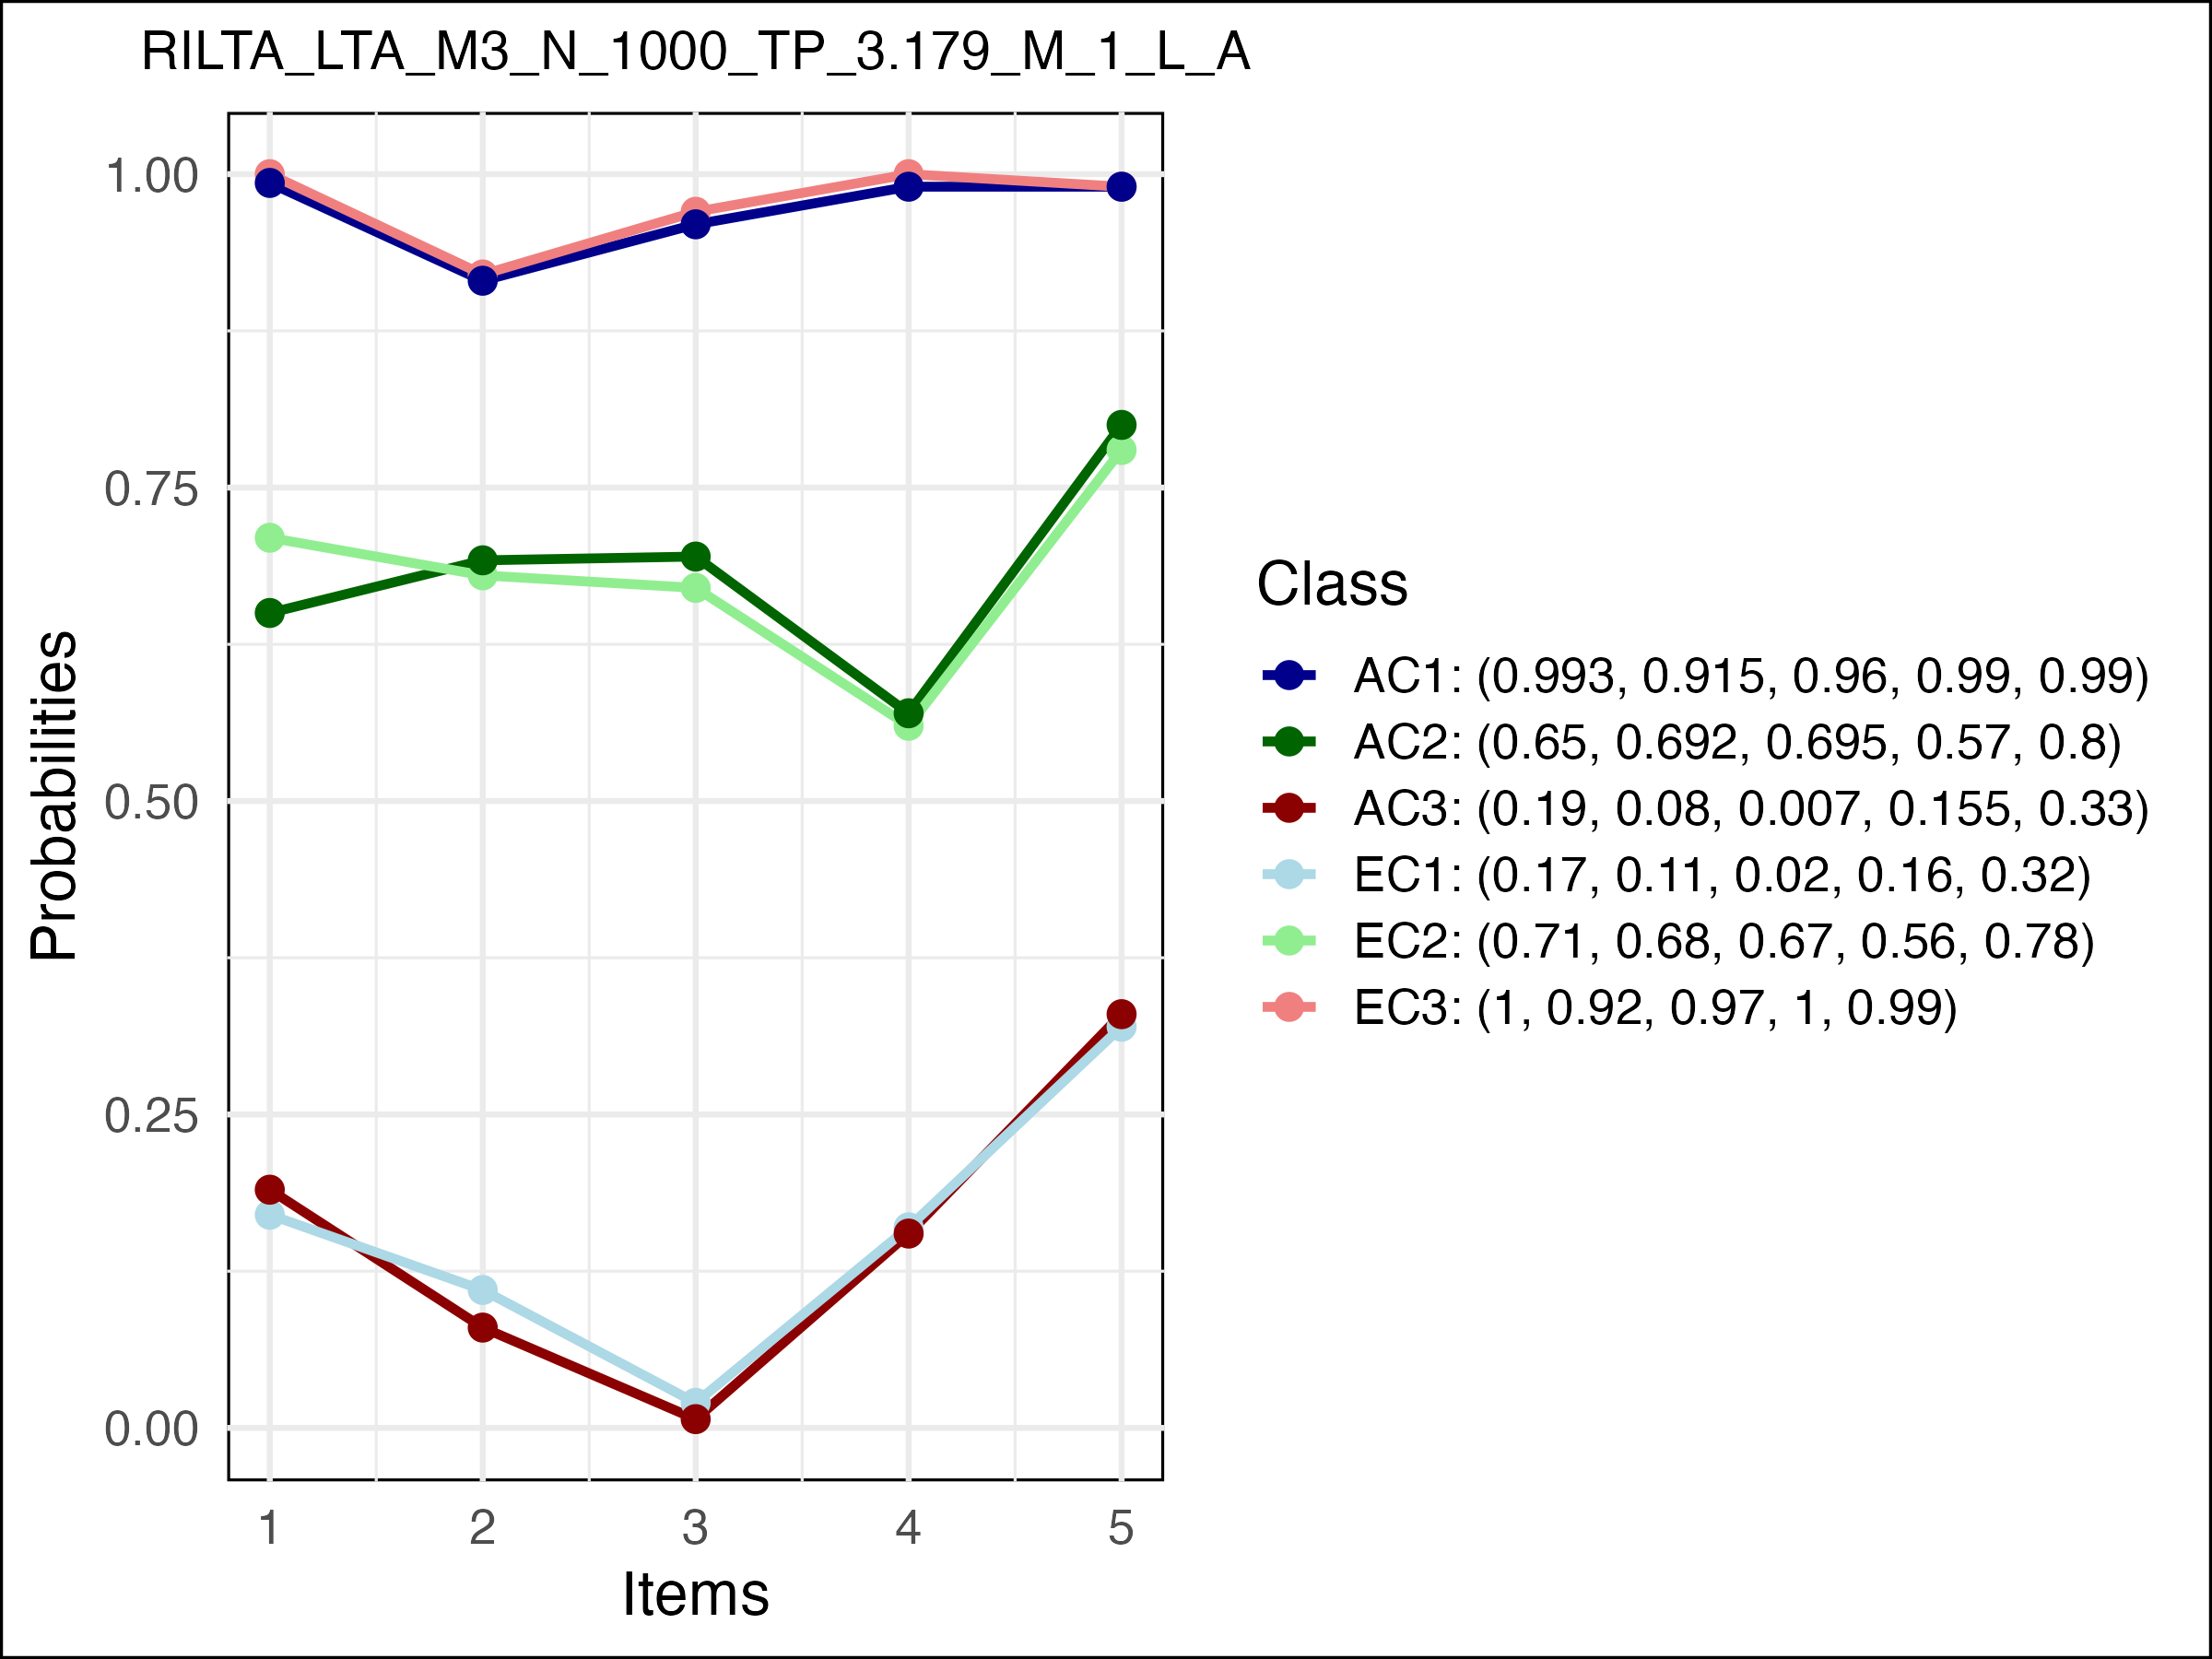 RILTA_LTA_M3_N_1000_TP_3.179_M_1_L_A
1.00
0.75
0.50
0.25
0.00
Probabilities
1 2 3 4 5
Items
Class
AC1: (0.993, 0.915, 0.96, 0.99, 0.99)
AC2: (0.65, 0.692, 0.695, 0.57, 0.8)
AC3: (0.19, 0.08, 0.007, 0.155, 0.33)
EC1: (0.17, 0.11, 0.02, 0.16, 0.32)
EC2: (0.71, 0.68, 0.67, 0.56, 0.78)
EC3: (1, 0.92, 0.97, 1, 0.99)